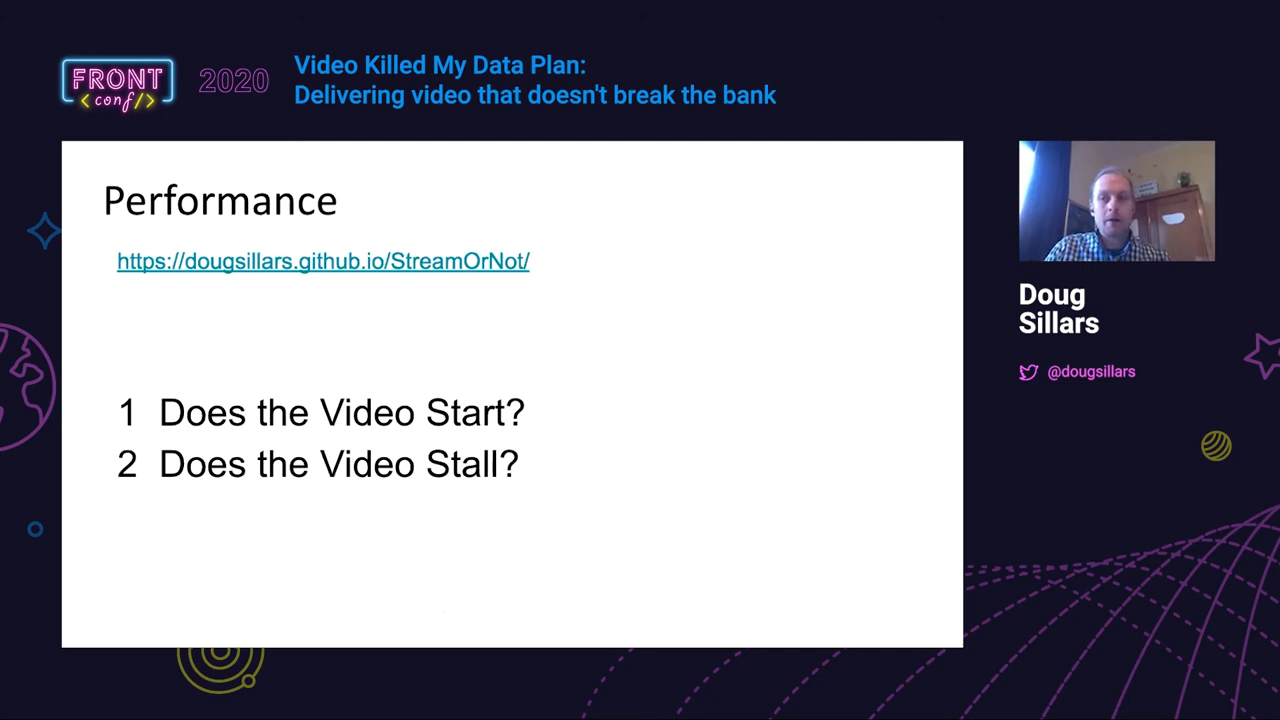 FRONT
<conf/>
2020
Video Killed My Data Plan:
Delivering video that doesn't break the bank
Performance
https://dougsillars.github.io/StreamOrNot/
1 Does the Video Start?
2 Does the Video Stall?
Doug
Sillars
@dougsillars